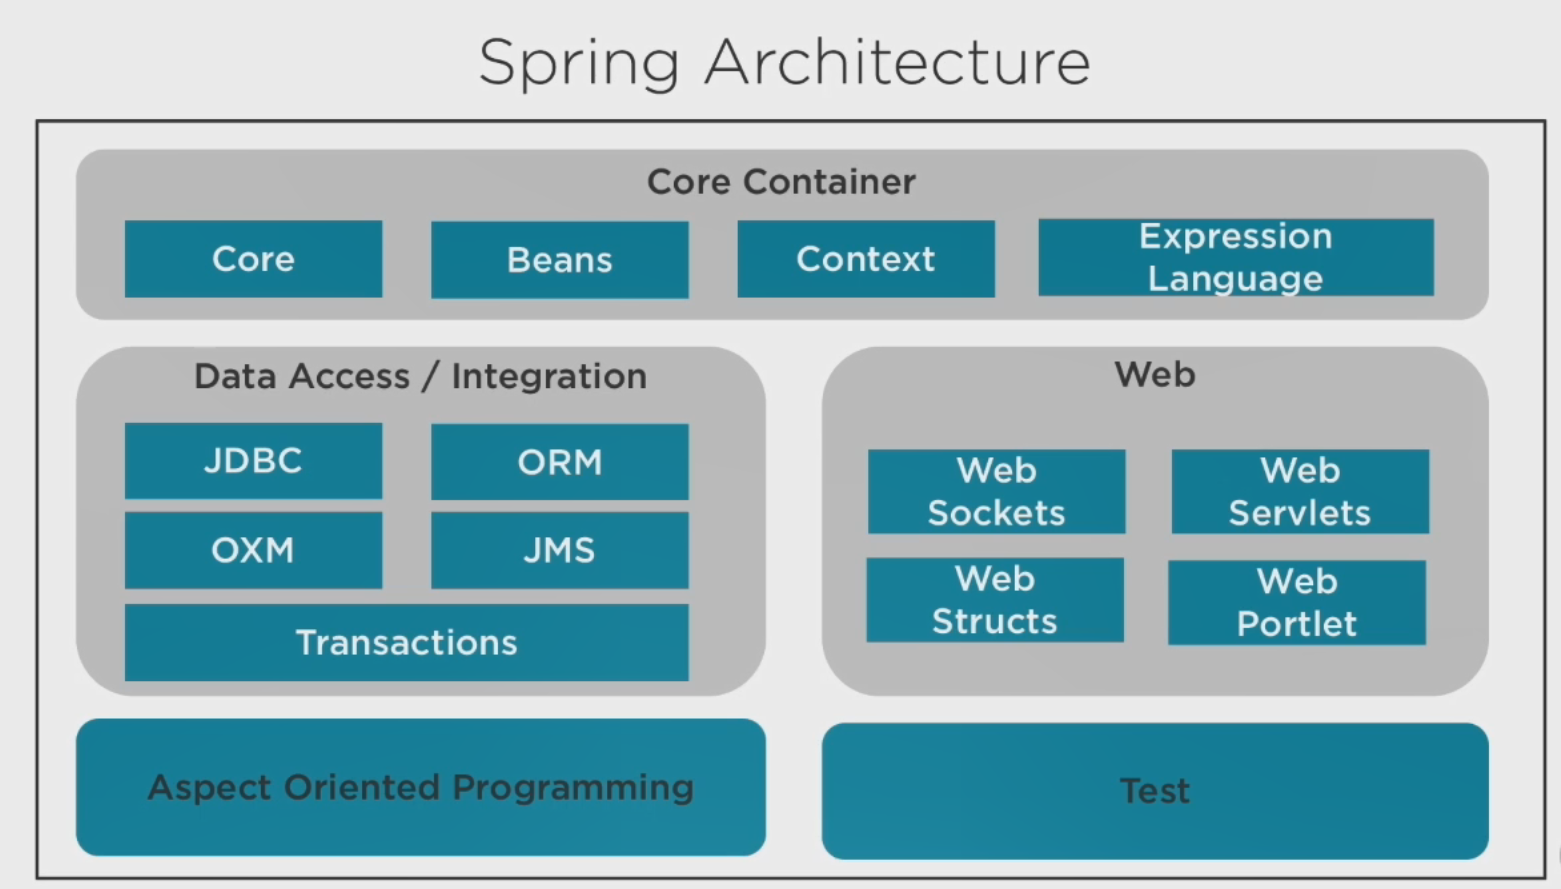 Spring Architecture
Core Container
Core
Beans
Context
Expression
Language
Data Access / Integration
JDBC
ORM
OXM
JMS
Transactions
Web
Web
Sockets
Web
Servlets
Web
Structs
Web
Portlet
Aspect Oriented Programming
Test